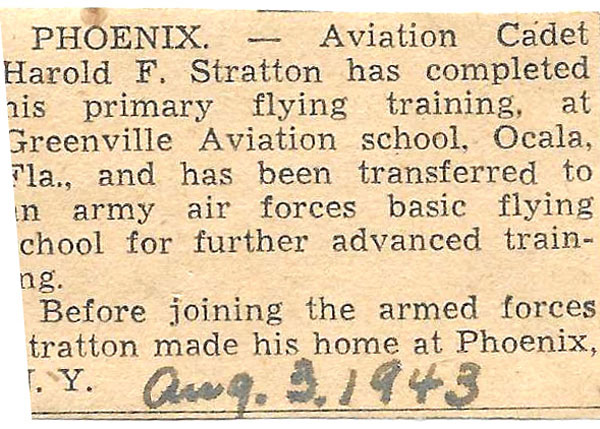 PHOENIX. — Aviation Cadet
Harold F. Stratton has completed
his primary flying training, at
Greenville Aviation school, Ocala,
Fla., and has been transferred to
an army air forces basic flying
chool for further advanced train-
ng.
Before joining the armed forces
tratton made his home at Phoenix,
N. Y.
Aug. 3, 1943